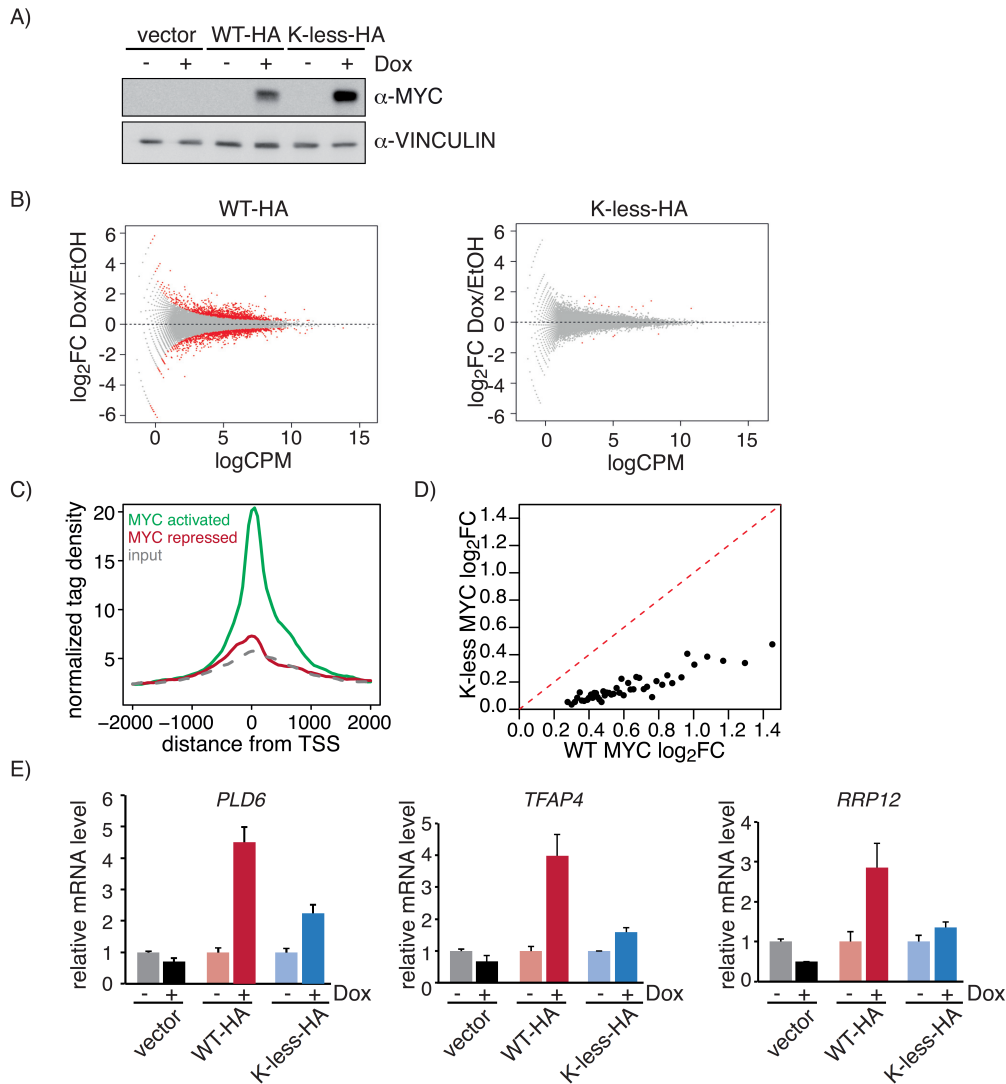 A)
vector WT-HA K-less-HA
- + - + - + Dox
α-MYC
α-VINCULIN
B)
WT-HA
log2FC Dox/EtOH
6
4
2
0
-2
-4
-6
0 5 10 15
logCPM
K-less-HA
log2FC Dox/EtOH
6
4
2
0
-2
-4
-6
0 5 10 15
logCPM
C)
normalized tag density
20
15
10
5
MYC activated
MYC repressed
input
−2000 −1000 0 1000 2000
distance from TSS
D)
K-less MYC log2FC
1.4
1.2
1.0
0.8
0.6
0.4
0.2
0.0
0.0 0.2 0.4 0.6 0.8 1.0 1.2 1.4
WT MYC log2FC
E)
PLD6
relative mRNA level
6
5
4
3
2
1
0
- + - + - + Dox
vector WT-HA K-less-HA
TFAP4
relative mRNA level
5
4
3
2
1
0
- + - + - + Dox
vector WT-HA K-less-HA
RRP12
relative mRNA level
4
3
2
1
0
- + - + - + Dox
vector WT-HA K-less-HA